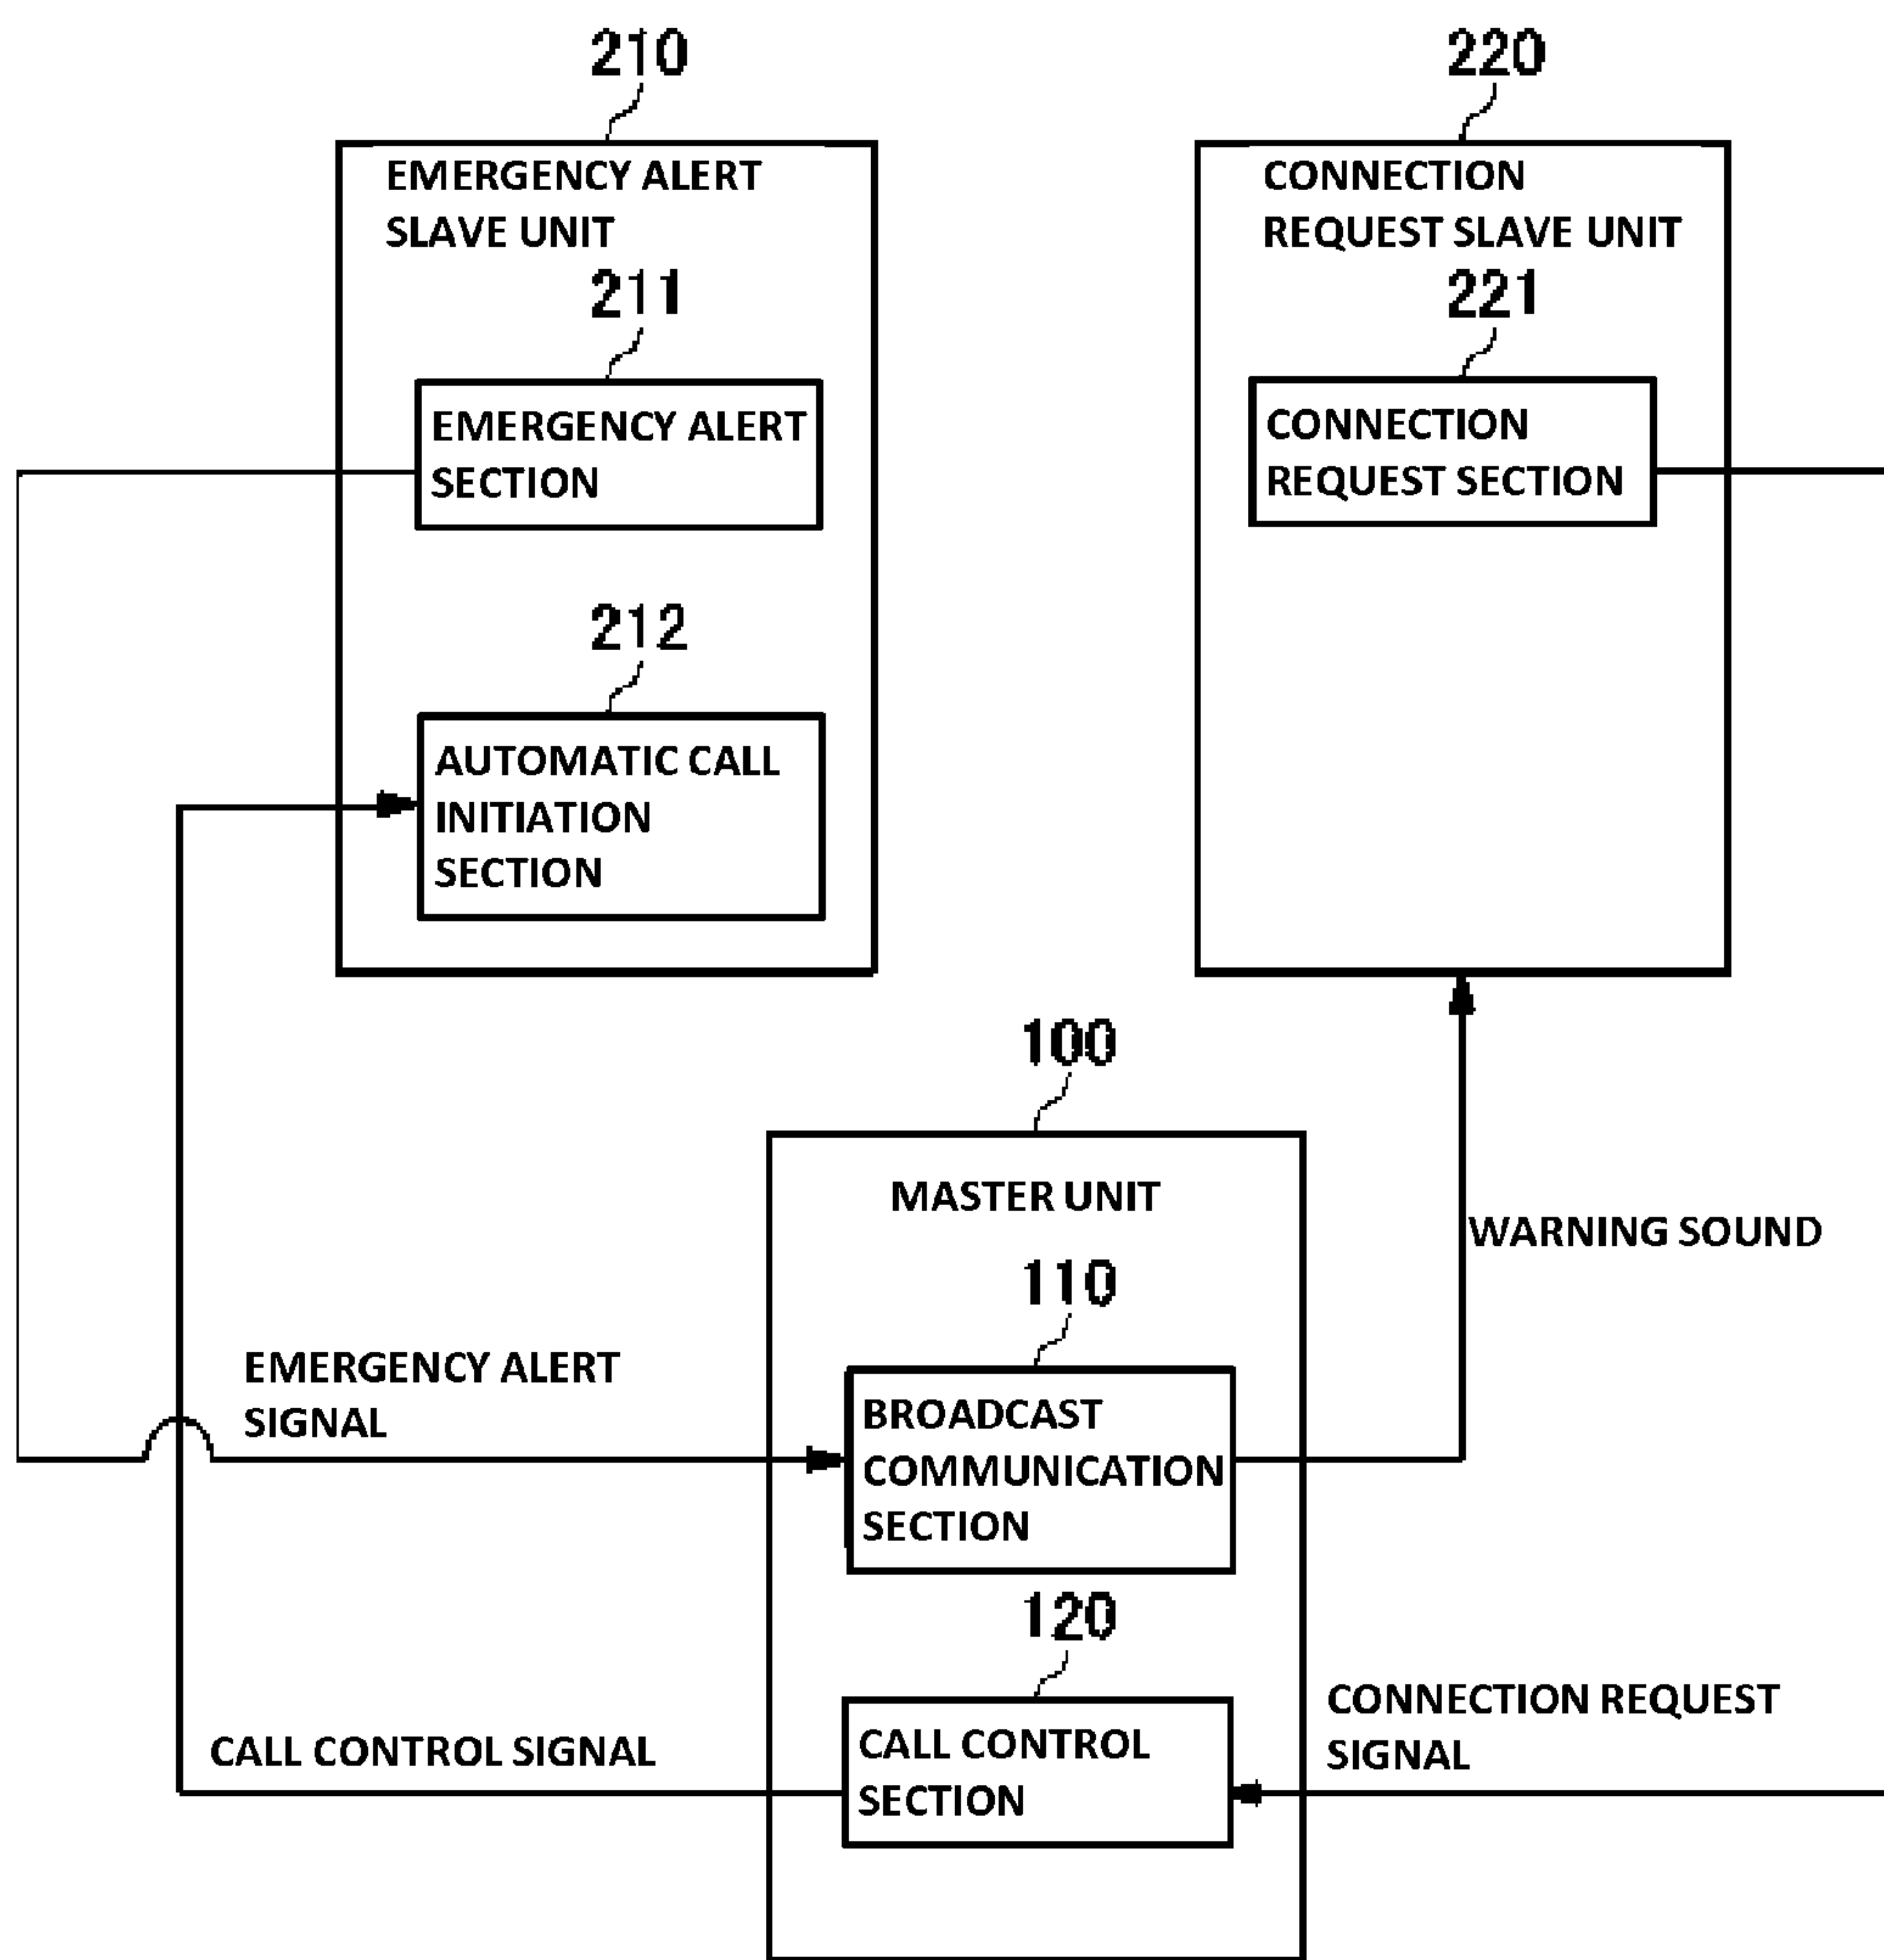 210
EMERGENCY ALERT
SLAVE UNIT
211
EMERGENCY ALERT
SECTION
212
AUTOMATIC CALL
INITIATION
SECTION
220
CONNECTION
REQUEST SLAVE UNIT
221
CONNECTION
REQUEST SECTION
100
MASTER UNIT
WARNING SOUND
110
EMERGENCY ALERT
SIGNAL
BROADCAST
COMMUNICATION
SECTION
120
CALL CONTROL SIGNAL
CALL CONTROL
SECTION
CONNECTION REQUEST
SIGNAL